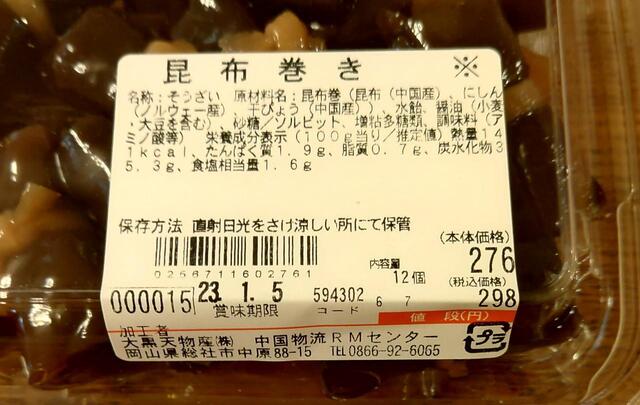 昆布巻き ※
名称：そうざい 原材料名：昆布巻（昆布（中国産）、にしん
（ノルウェー産）、干ぴょう（中国産））、水飴、醤油（小麦
・大豆を含む）、砂糖／ソルビット、増粘多糖類、調味料（ア
ミノ酸等） 栄養成分表示（100g当り／推定値）熱量14
1kcal、たんぱく質1.9g、脂質0.7g、炭水化物3
5.3g、食塩相当量1.6g
保存方法 直射日光をさけ涼しい所にて保管
（本体価格）
276
0256711602761
内容量 12個
（税込価格）
298
000015 23.1.5 594302 6 7
賞味期限 コード 値段(円)
加工者
大黒天物産㈱ 中国物流RMセンター
岡山県総社市中原88-15 TEL0866-92-6065
プラ